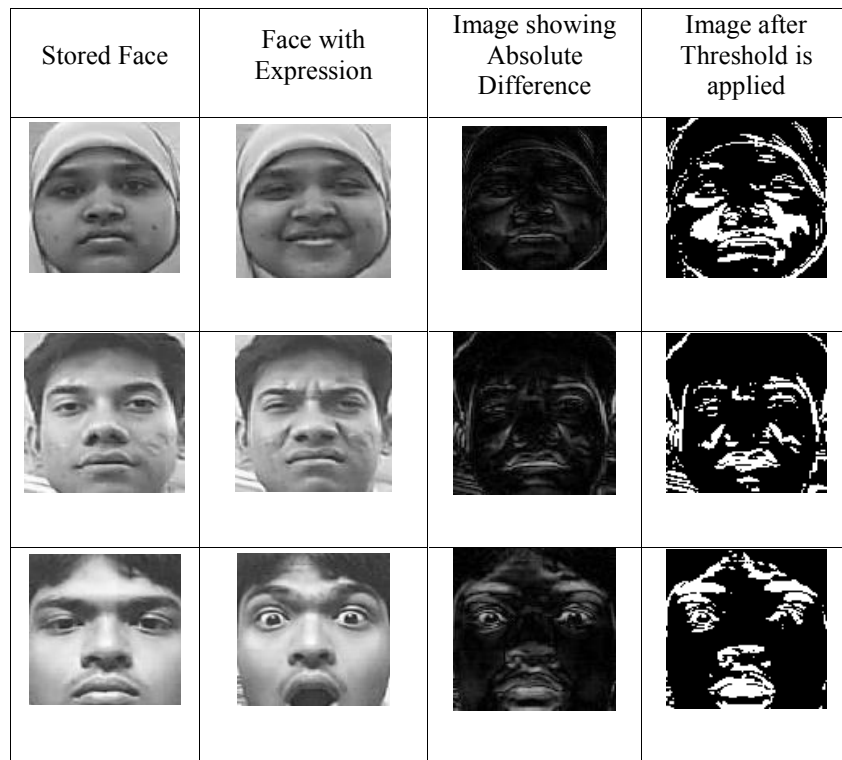 Stored Face
Face with
Expression
Image showing
Absolute
Difference
Image after
Threshold is
applied